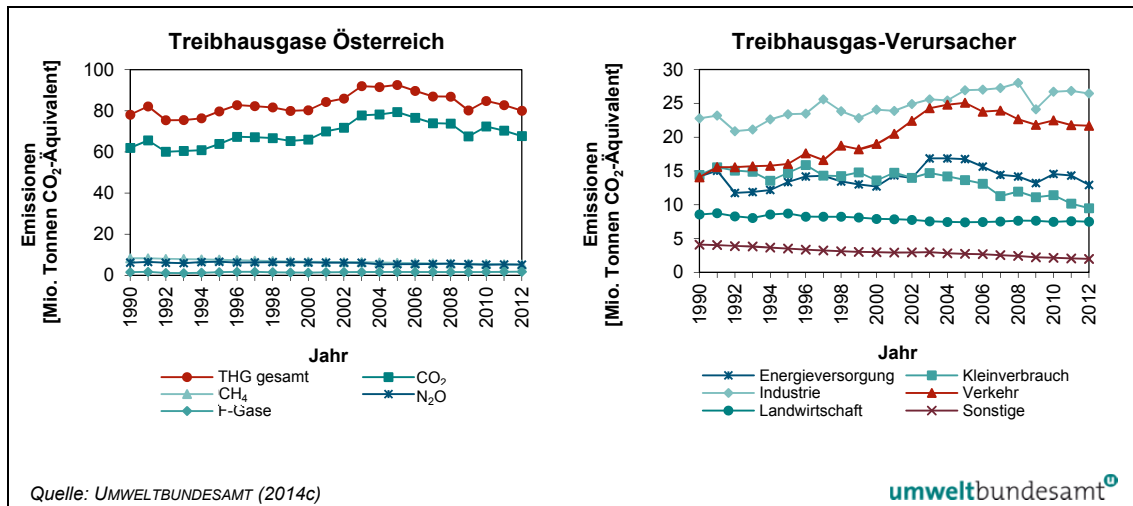 Treibhausgase Österreich
Emissionen
[Mio. Tonnen CO₂-Äquivalent]
100
80
60
40
20
0
1990
1992
1994
1996
1998
2000
2002
2004
2006
2008
2010
2012
Jahr
THG gesamt
CO₂
CH₄
N₂O
F-Gase
Treibhausgas-Verursacher
Emissionen
[Mio. Tonnen CO₂-Äquivalent]
30
25
20
15
10
5
0
1990
1992
1994
1996
1998
2000
2002
2004
2006
2008
2010
2012
Jahr
Energieversorgung
Kleinverbrauch
Industrie
Verkehr
Landwirtschaft
Sonstige
Quelle: UMWELTBUNDESAMT (2014c)
umweltbundesamt u